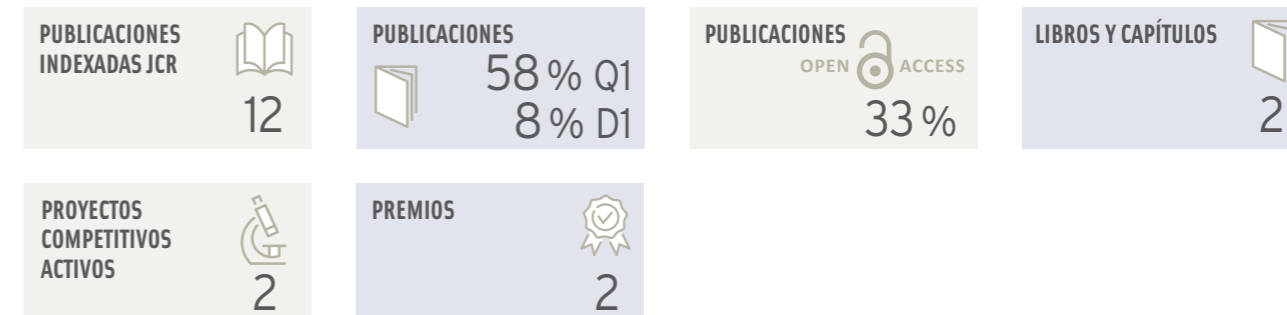 PUBLICACIONES
INDEXADAS JCR
12
PUBLICACIONES
58 % Q1
8 % D1
PUBLICACIONES
OPEN ACCESS
33 %
LIBROS Y CAPÍTULOS
2
PROYECTOS
COMPETITIVOS
ACTIVOS
2
PREMIOS
2